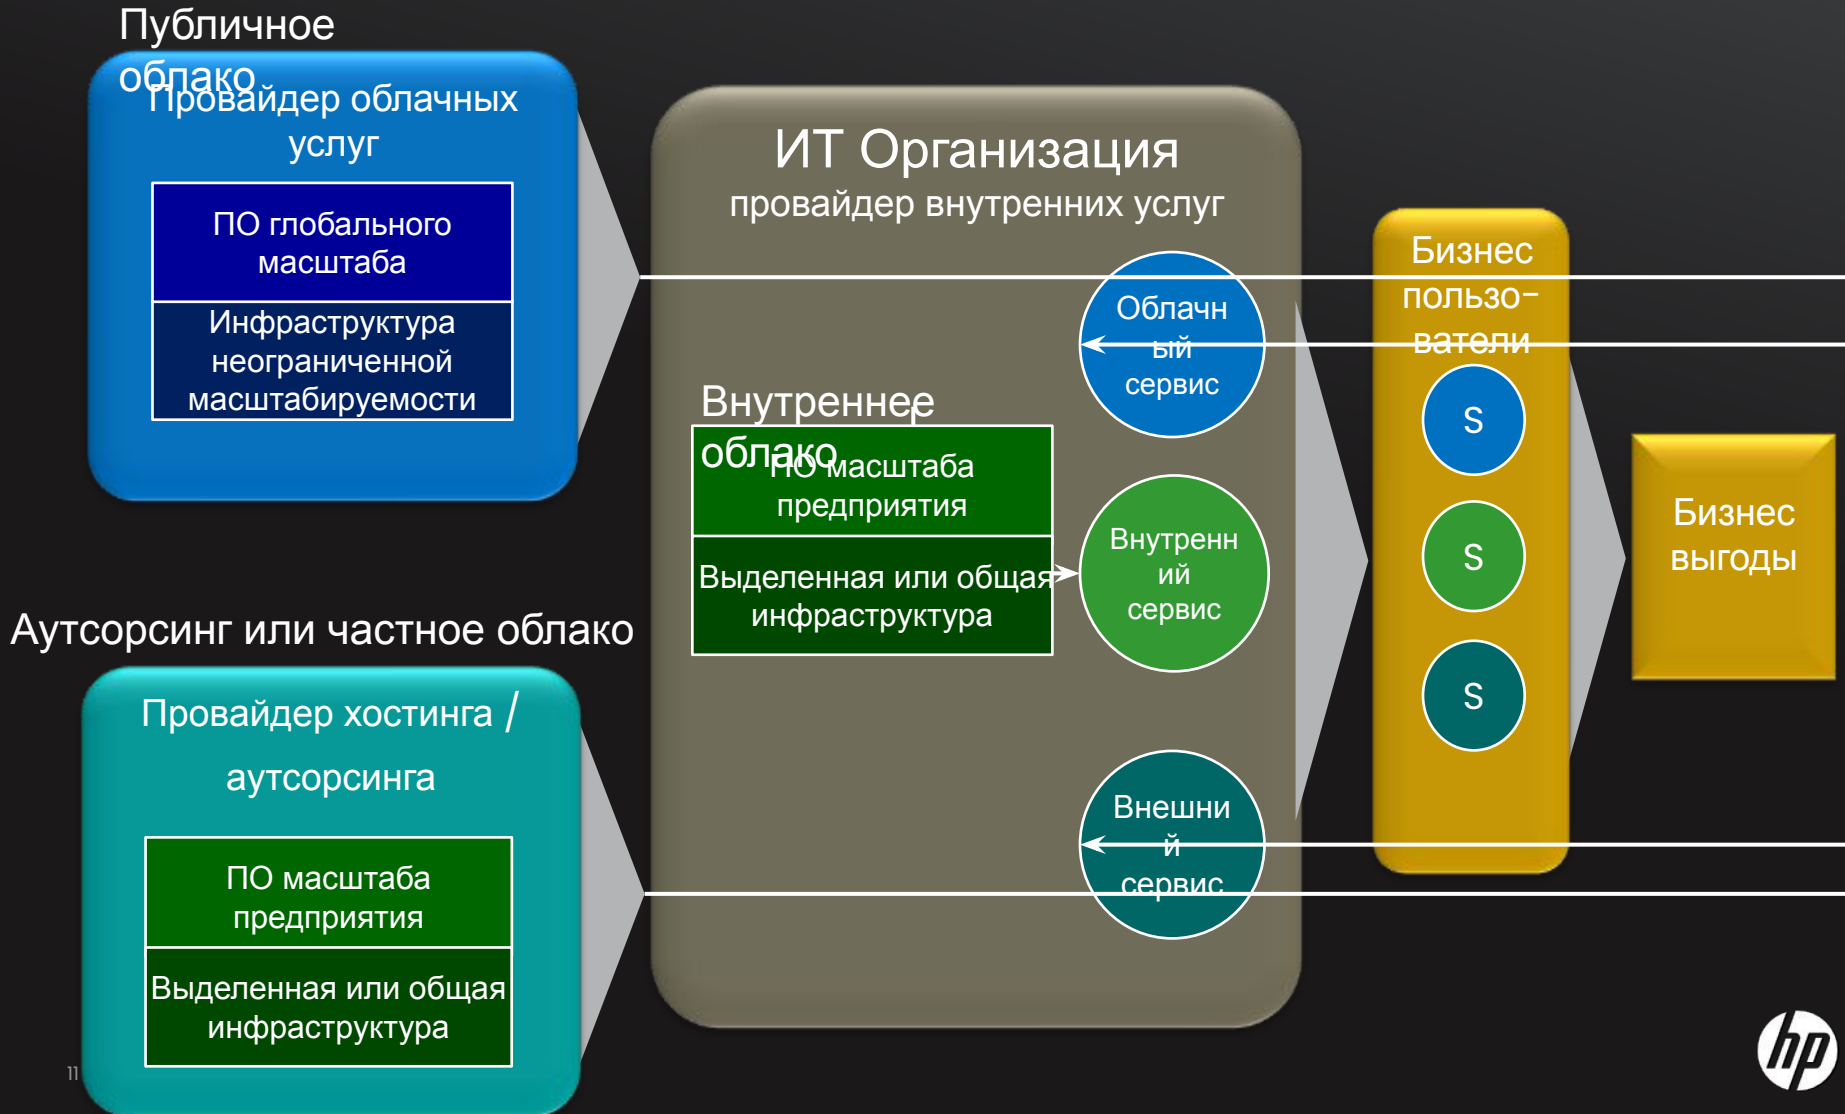 Публичное
облако
Провайдер облачных
услуг
ПО глобального
масштаба
Инфраструктура
неограниченной
масштабируемости
Аутсорсинг или частное облако
Провайдер хостинга /
аутсорсинга
ПО масштаба
предприятия
Выделенная или общая
инфраструктура
ИТ Организация
провайдер внутренних услуг
Внутреннее
облако
ПО масштаба
предприятия
Выделенная или общая
инфраструктура
Облачн
ый
сервис
Внутренн
ий
сервис
Внешни
й
сервис
Бизнес
пользо-
ватели
S
S
S
Бизнес
выгоды
11
hp